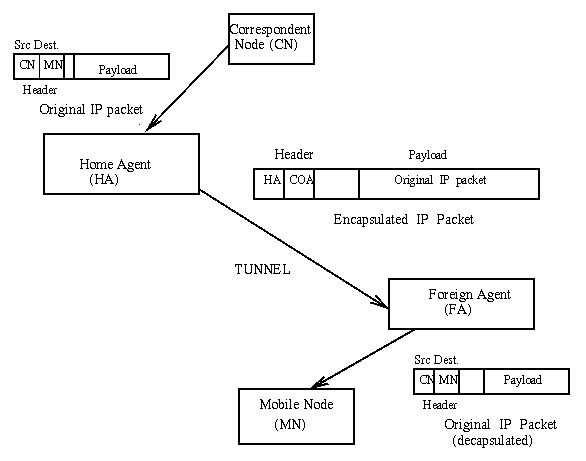 Correspondent
Node (CN)
Src Dest.
CN MN Payload
Header
Original IP packet
Home Agent
(HA)
Header Payload
HA COA Original IP packet
Encapsulated IP Packet
TUNNEL
Foreign Agent
(FA)
Src Dest.
CN MN Payload
Header
Original IP Packet
(decapsulated)
Mobile Node
(MN)